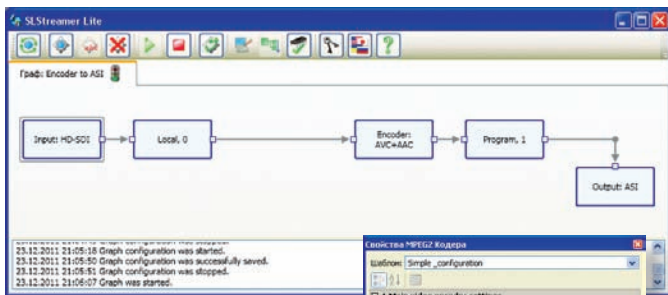 SLStreamer Lite
Граф: Encoder to ASI
Input: HD-SDI
Local, 0
Encoder:
AVC+AAC
Program, 1
Output: ASI
23.12.2011 21:05:18 Graph configuration was started.
23.12.2011 21:05:50 Graph configuration was successfully saved.
23.12.2011 21:05:51 Graph configuration was stopped.
23.12.2011 21:06:07 Graph was started.
Свойства MPEG2 Кодера
Шаблон: Simple _configuration